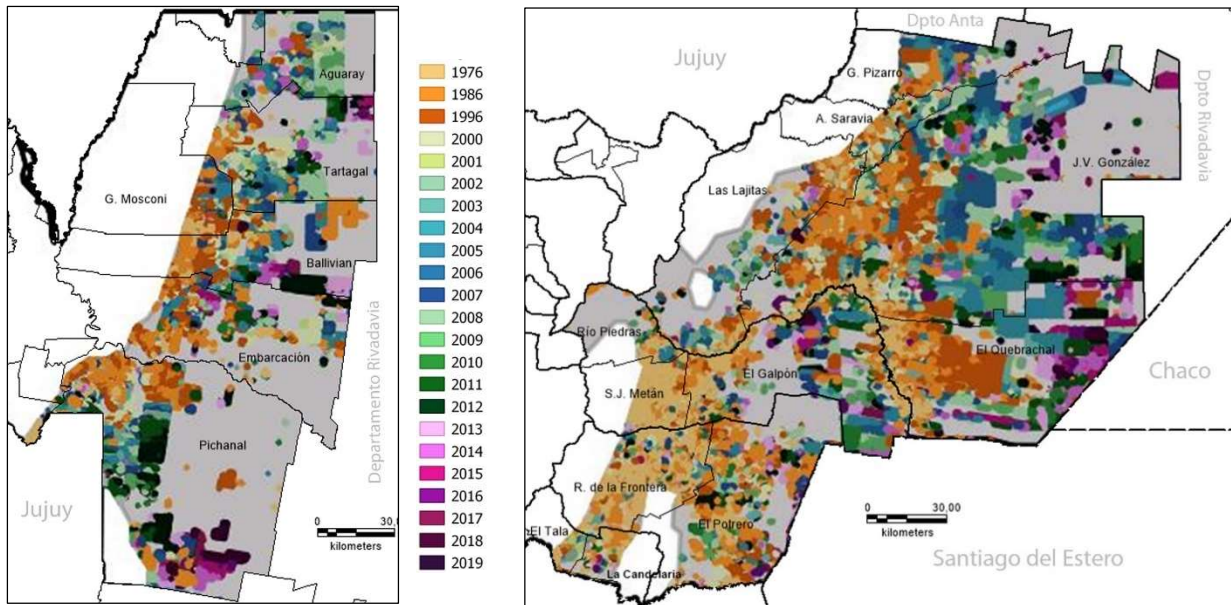 Aguaray
Tartagal
G. Mosconi
Ballivian
Embarcación
Pichanal
Jujuy
Departamento Rivadavia
0 30,00
kilometers
1976
1986
1996
2000
2001
2002
2003
2004
2005
2006
2007
2008
2009
2010
2011
2012
2013
2014
2015
2016
2017
2018
2019
Dpto Anta
Jujuy
G. Pizarro
A. Saravia
Dpto Rivadavia
J.V. González
Las Lajitas
Río Piedras
El Quebrachal
El Galpón
S.J. Metán
Chaco
R. de la Frontera
0 30,00
kilometers
El Tala
El Potrero
La Candelaria
Santiago del Estero